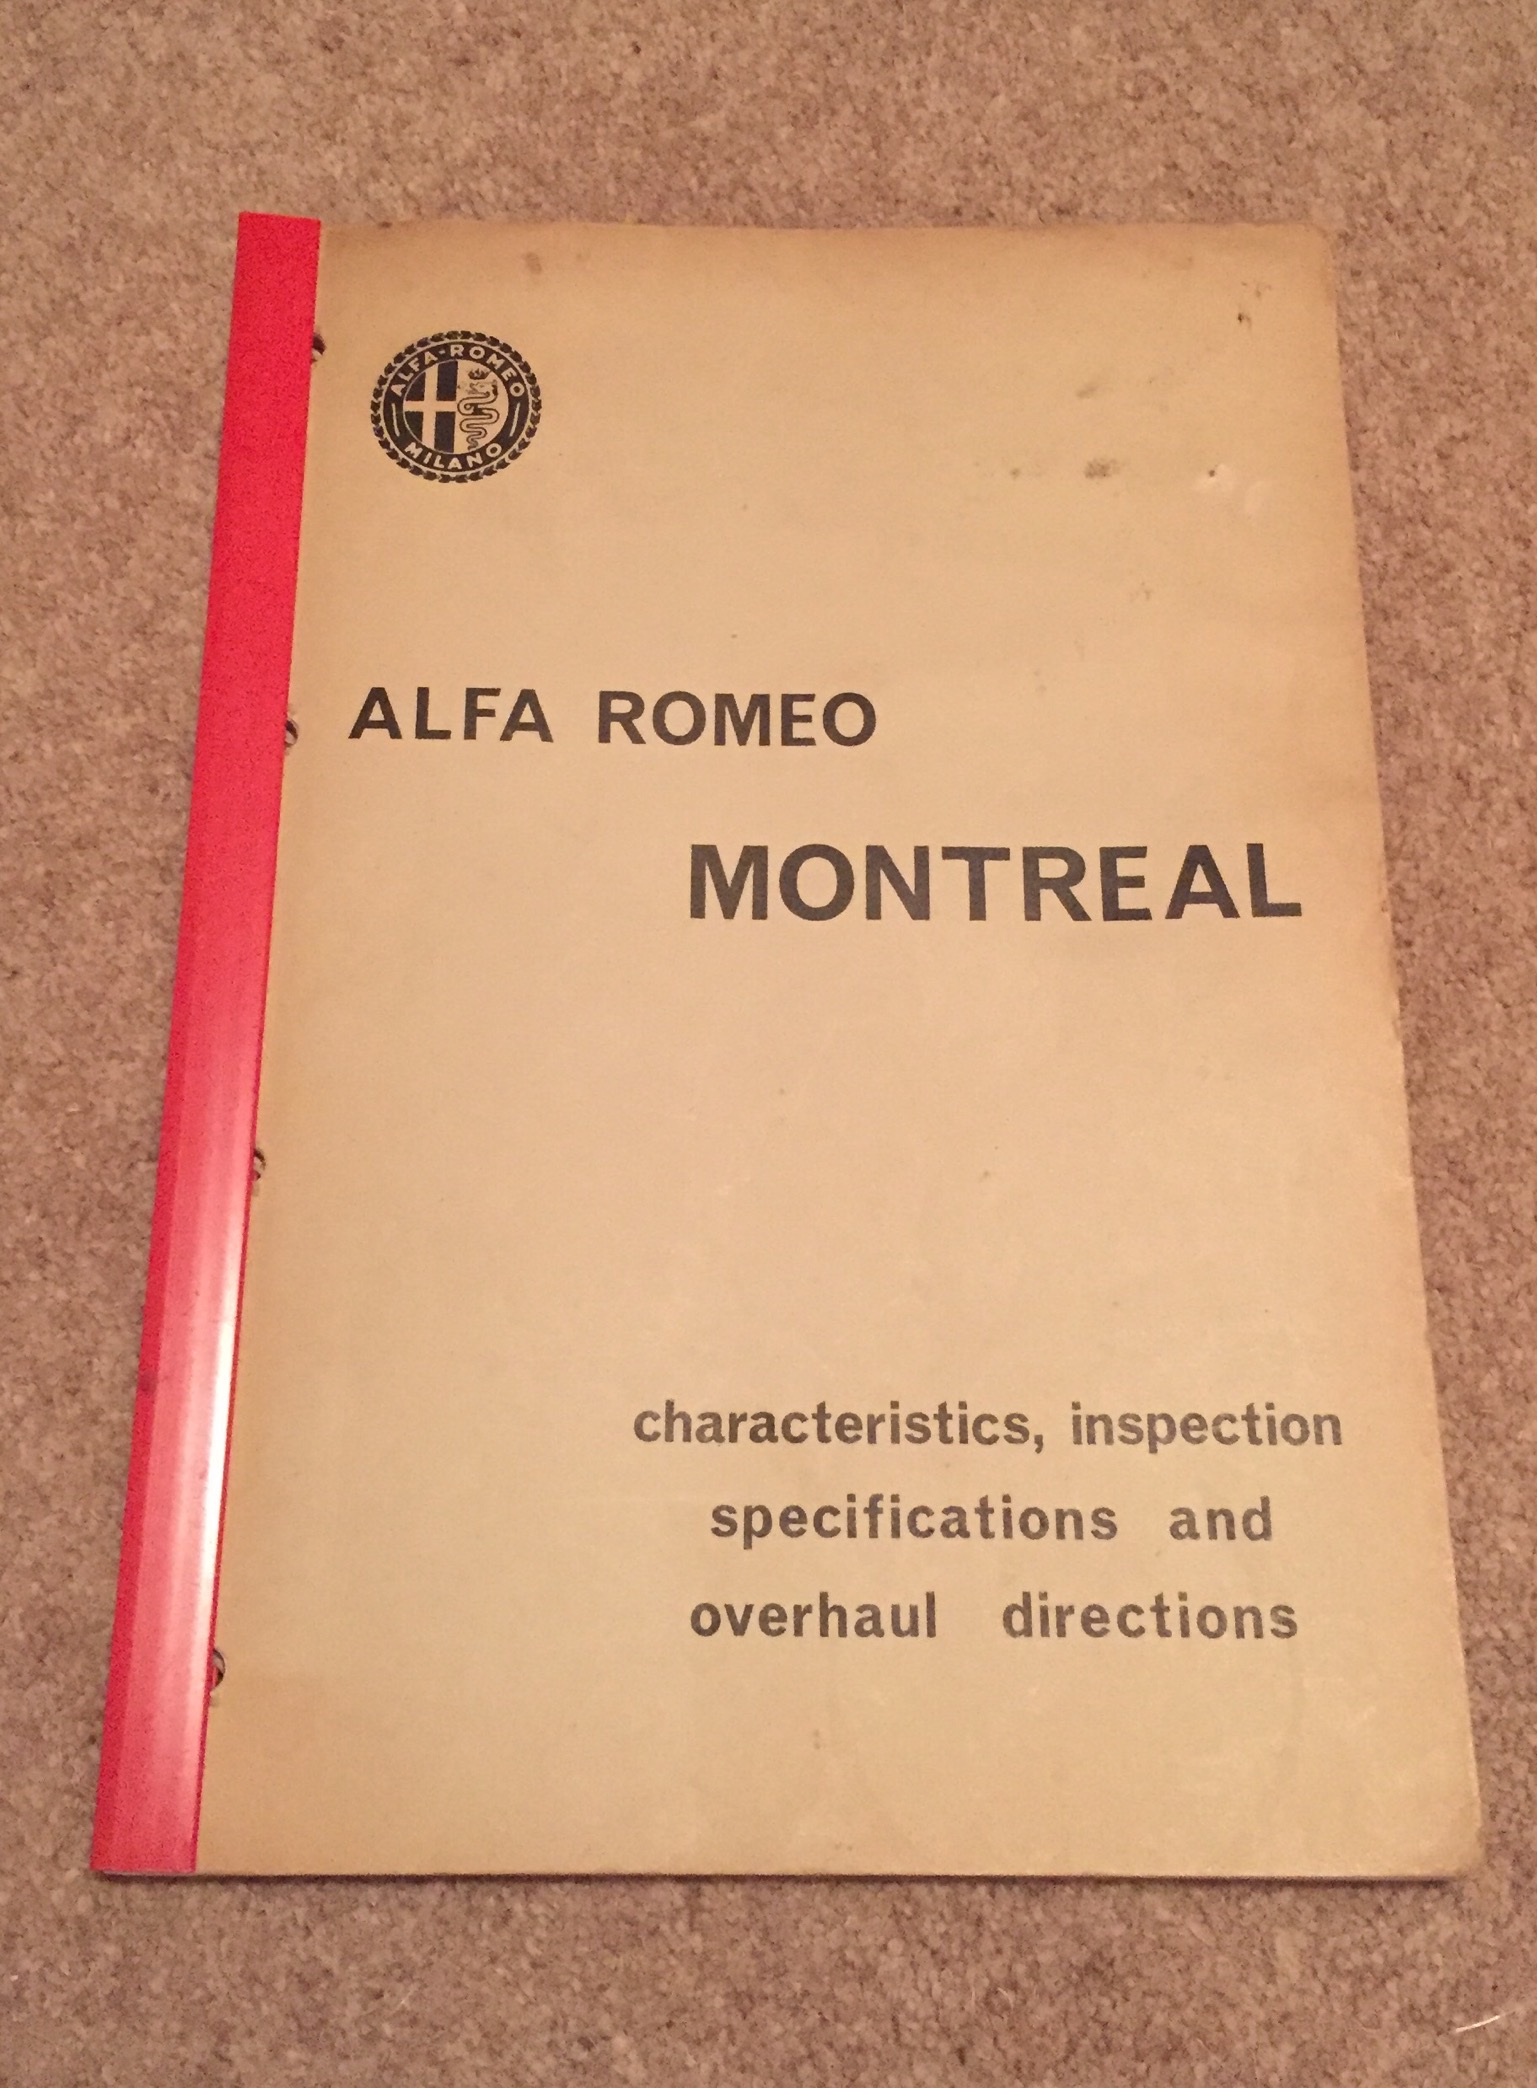 ALFA-ROMEO
MILANO
ALFA ROMEO
MONTREAL
characteristics, inspection
specifications and
overhaul directions